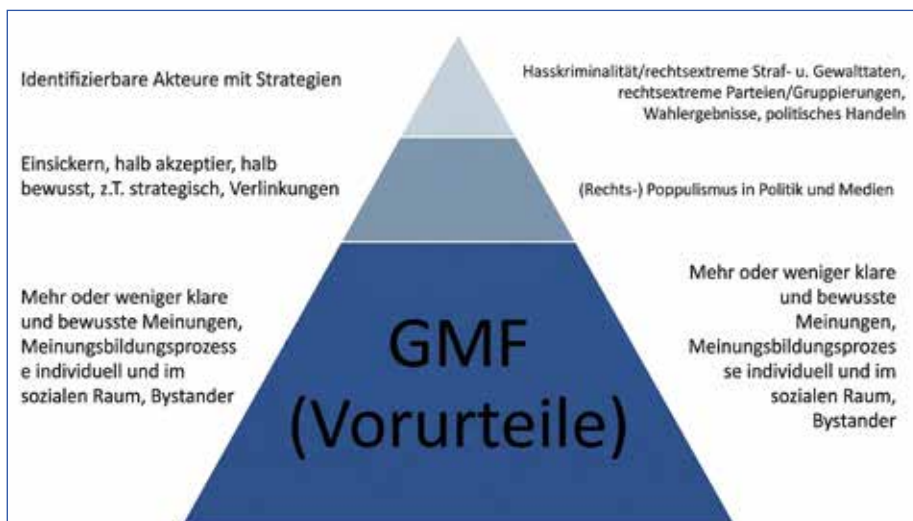 Identifizierbare Akteure mit Strategien
Hasskriminalität/rechtsextreme Straf- u. Gewalttaten,
rechtsextreme Parteien/Gruppierungen,
Wahlergebnisse, politisches Handeln
Einsickern, halb akzeptier, halb
bewusst, z.T. strategisch, Verlinkungen
(Rechts-) Poppulismus in Politik und Medien
Mehr oder weniger klare
und bewusste Meinungen,
Meinungsbildungsprozess
e individuell und im
sozialen Raum, Bystander
GMF
(Vorurteile)
Mehr oder weniger klare
und bewusste
Meinungen,
Meinungsbildungsprozes
se individuell und im
sozialen Raum,
Bystander